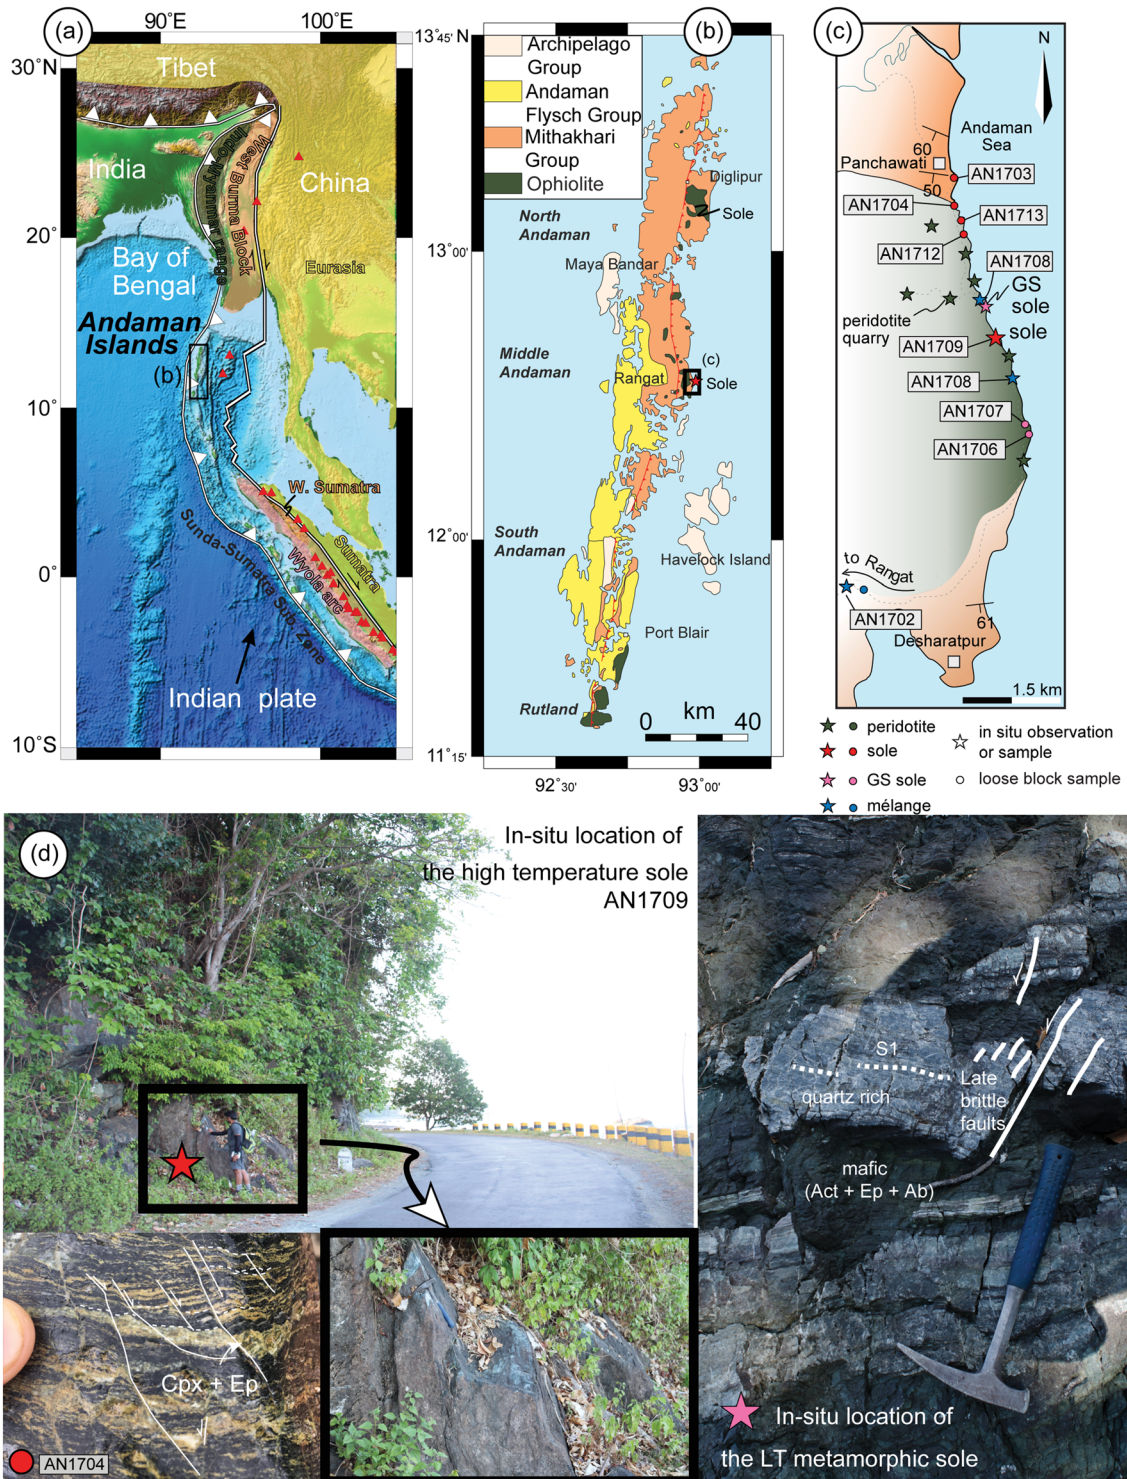 (a)
90°E
100°E
30°N
20°
10°
0°
10°S
Tibet
India
China
Indo Myanmar range
West Burma Block
Eurasia
Bay of
Bengal
Andaman
Islands
(b)
W. Sumatra
Sumatra
Wyola arc
Sunda-Sumatra Sub Zone
Indian plate
(b)
13˚45' N
13˚00'
12˚00'
11˚15'
92˚30'
93˚00'
Archipelago
Group
Andaman
Flysch Group
Mithakhari
Group
Ophiolite
Diglipur
Sole
North
Andaman
Maya Bandar
Middle
Andaman
(c)
Rangat
Sole
South
Andaman
Havelock Island
Port Blair
Rutland
km
0 40
(c)
N
60
Andaman
Sea
Panchawati
AN1703
50
AN1704
AN1713
AN1712
AN1708
GS
sole
peridotite
quarry
sole
AN1709
AN1708
AN1707
AN1706
to Rangat
AN1702
61
Desharatpur
1.5 km
peridotite
sole
GS sole
mélange
in situ observation
or sample
loose block sample
(d)
In-situ location of
the high temperature sole
AN1709
Cpx + Ep
AN1704
S1
quartz rich
Late
brittle
faults
mafic
(Act + Ep + Ab)
In-situ location of
the LT metamorphic sole